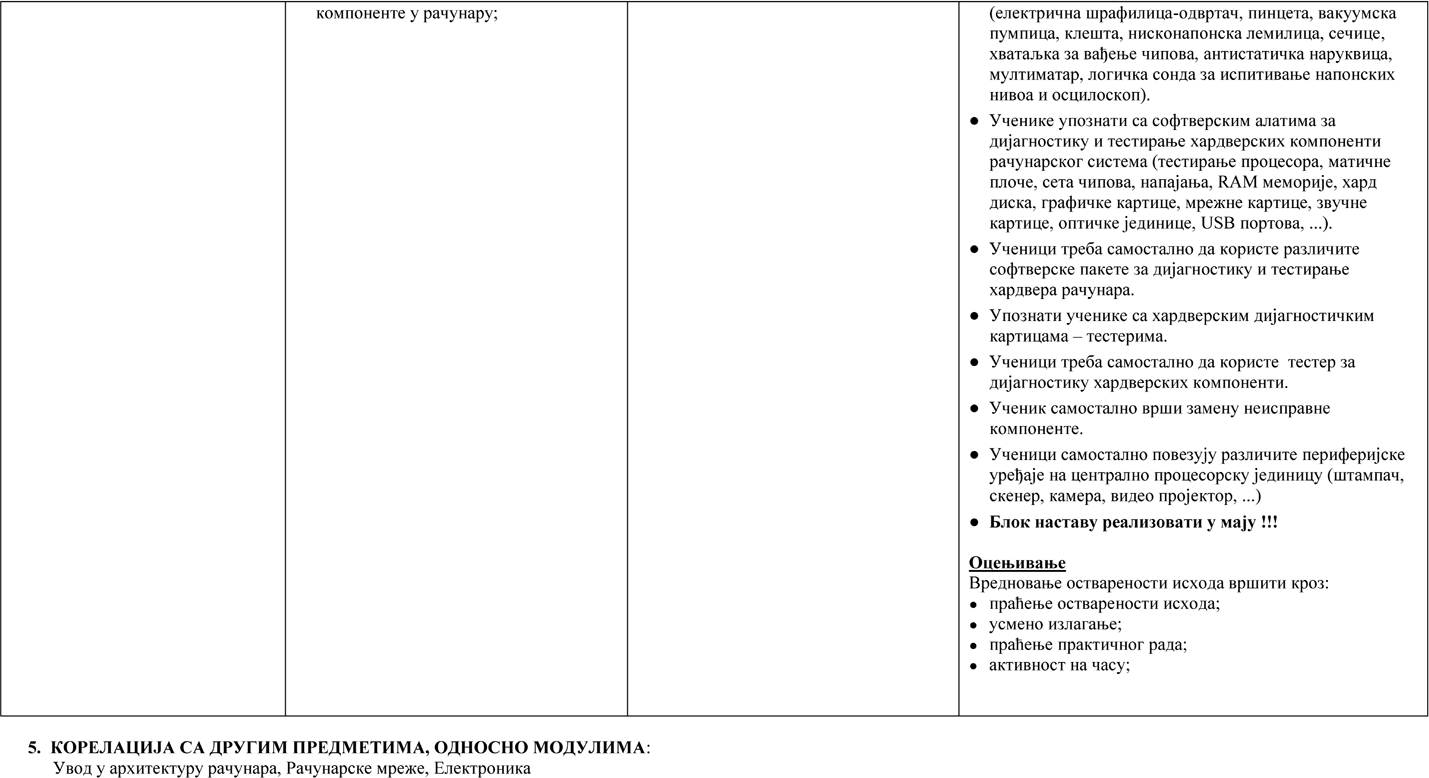 компоненте у рачунару;
(електрична шрафилица-одвртач, пинцета, вакуумска
пумпица, клешта, нисконапонска лемилица, сечице,
хватаљка за вађење чипова, антистатичка наруквица,
мултиматар, логичка сонда за испитивање напонских
нивоа и осцилоскоп).
● Ученике упознати са софтверским алатима за
дијагностику и тестирање хардверских компоненти
рачунарског система (тестирање процесора, матичне
плоче, сета чипова, напајања, RAM меморије, хард
диска, графичке картице, мрежне картице, звучне
картице, оптичке јединице, USB портова, ...).
● Ученици треба самостално да користе различите
софтверске пакете за дијагностику и тестирање
хардвера рачунара.
● Упознати ученике са хардверским дијагностичким
картицама – тестерима.
● Ученици треба самостално да користе тестер за
дијагностику хардверских компоненти.
● Ученик самостално врши замену неисправне
компоненте.
● Ученици самостално повезују различите периферијске
уређаје на централно процесорску јединицу (штампач,
скенер, камера, видео пројектор, ...)
● Блок наставу реализовати у мају !!!
Оцењивање
Вредновање остварености исхода вршити кроз:
● праћење остварености исхода;
● усмено излагање;
● праћење практичног рада;
● активност на часу;
5. КОРЕЛАЦИЈА СА ДРУГИМ ПРЕДМЕТИМА, ОДНОСНО МОДУЛИМА:
Увод у архитектуру рачунара, Рачунарске мреже, Електроника